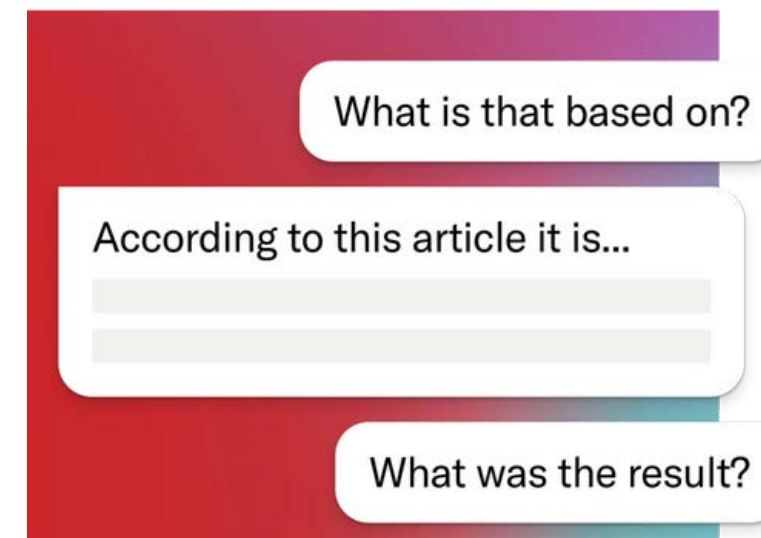 What is that based on?
According to this article it is...
What was the result?